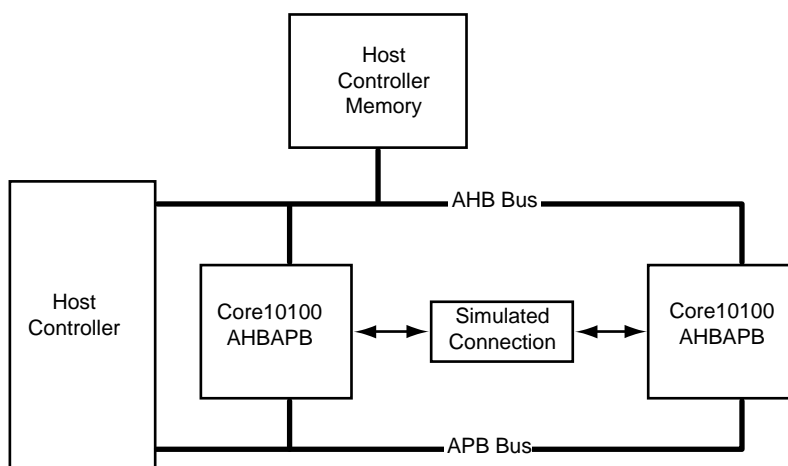 Host
Controller
Memory
AHB Bus
Host
Controller
Core10100
AHBAPB
Simulated
Connection
Core10100
AHBAPB
APB Bus